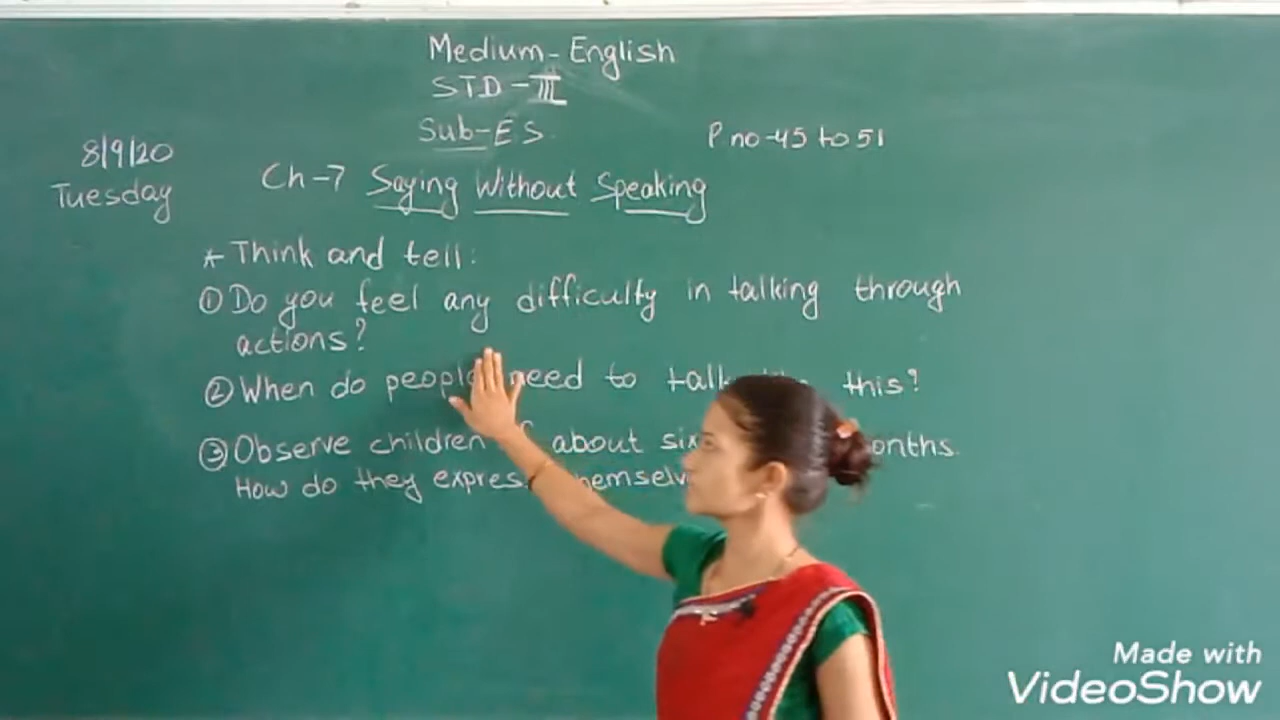 Medium - English
STD - III
Sub - ES
P no - 45 to 51
8/9/20
Tuesday
Ch-7 Saying Without Speaking
* Think and tell:
① Do you feel any difficulty in talking through
actions?
② When do people need to talk this?
③ Observe children about
How do they express
Made with
VideoShow